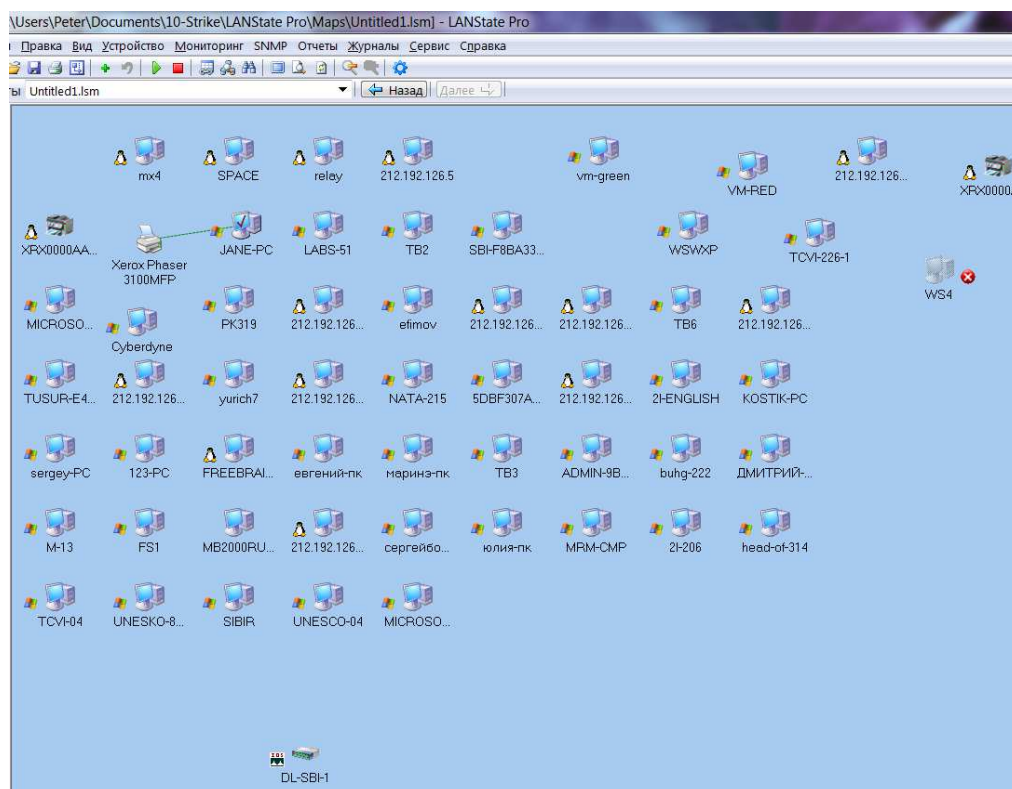 \Users\Peter\Documents\10-Strike\LANState Pro\Maps\Untitled1.lsm] - LANState Pro
Правка Вид Устройство Мониторинг SNMP Отчеты Журналы Сервис Справка
ты Untitled1.lsm Назад Далее
mx4 SPACE relay 212.192.126.5 vm-green VM-RED 212.192.126... XRX0000.
XRX0000AA... Xerox Phaser JANE-PC LABS-51 TB2 SBI-F8BA33... WSWXP TCVI-226-1
3100MFP WS4
MICROSO... Cyberdyne PK319 212.192.126... efimov 212.192.126... 212.192.126... TB6 212.192.126...
TUSUR-E4... 212.192.126... yurich7 212.192.126... NATA-215 5DBF307A... 212.192.126... 2I-ENGLISH KOSTIK-PC
sergey-PC 123-PC FREEBRAI... евгений-пк маринэ-пк TB3 ADMIN-9B... buhg-222 ДМИТРИЙ-...
M-13 FS1 MB2000RU... 212.192.126... сергейбо... юлия-пк MRM-CMP 2I-206 head-of-314
TCVI-04 UNESKO-8... SIBIR UNESCO-04 MICROSO...
IOS
DL-SBI-1